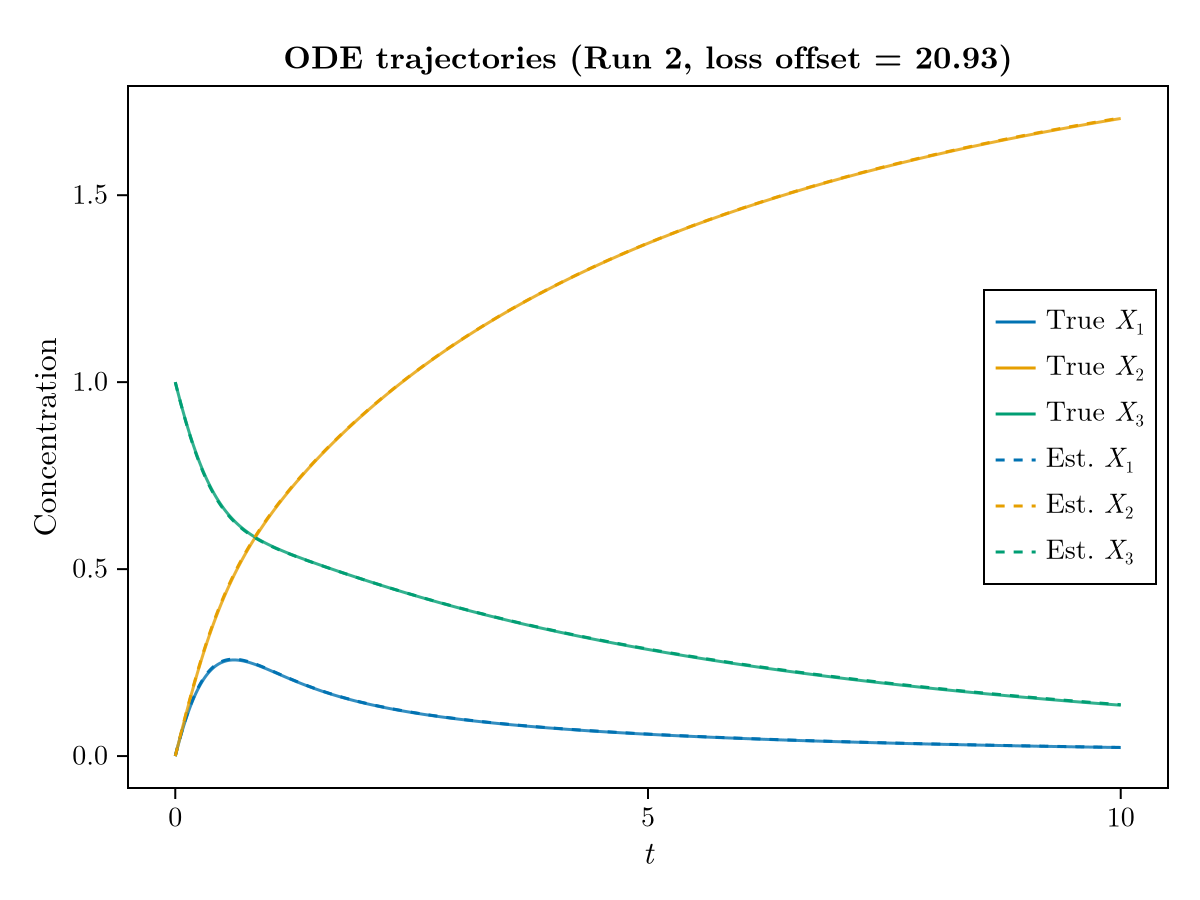 ODE trajectories (Run 2, loss offset = 20.93)
Concentration
1.5
1.0
0.5
0.0
0
5
10
t
True X₁
True X₂
True X₃
Est. X₁
Est. X₂
Est. X₃